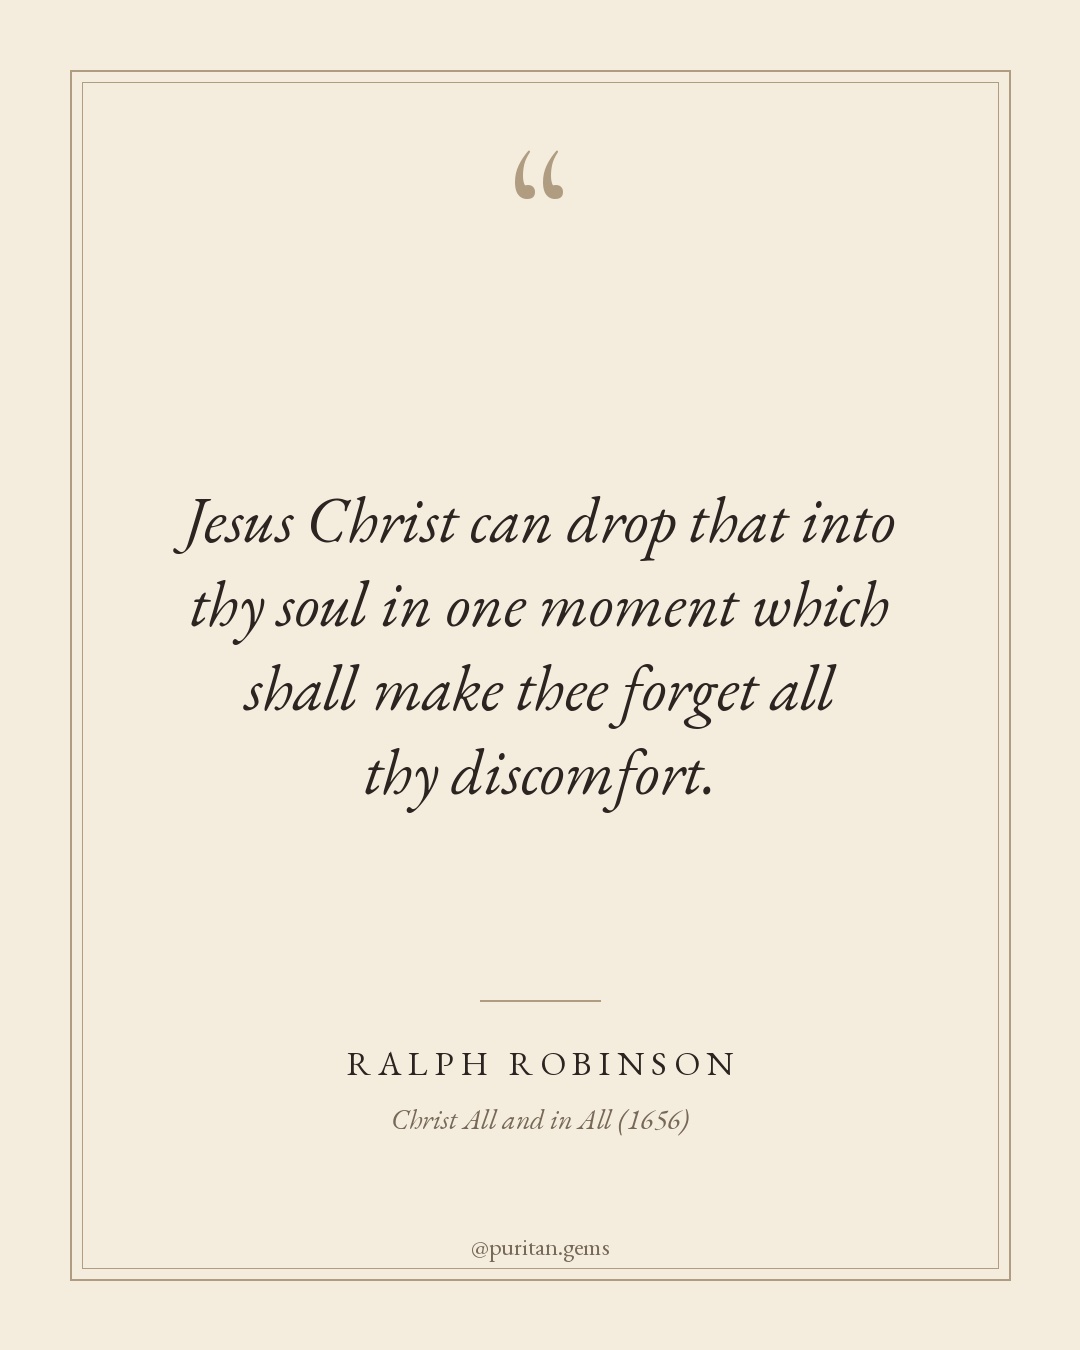 “
Jesus Christ can drop that into
thy soul in one moment which
shall make thee forget all
thy discomfort.
RALPH ROBINSON
Christ All and in All (1656)
@puritan.gems